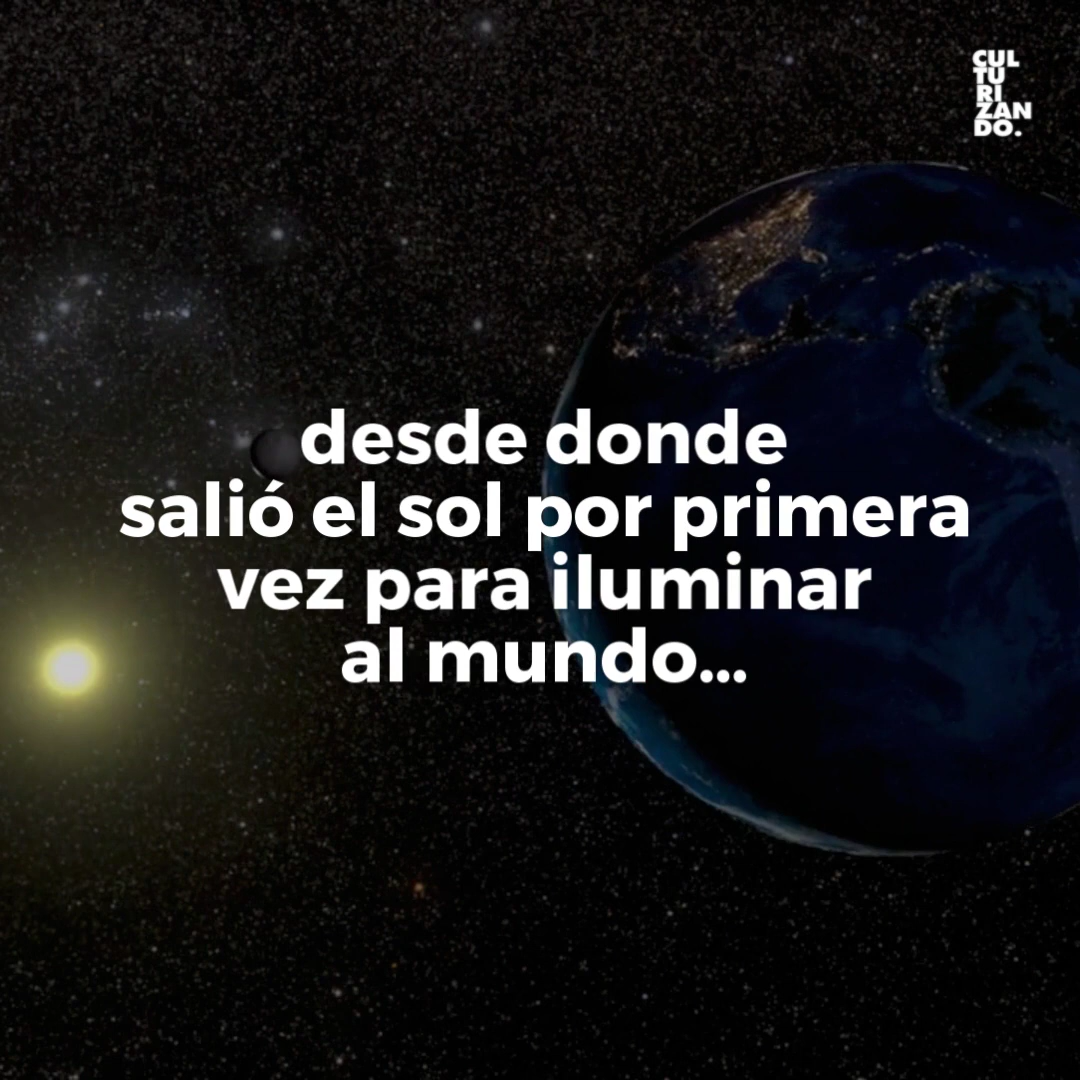 CUL
TU
RI
ZAN
DO.
desde donde
salió el sol por primera
vez para iluminar
al mundo...